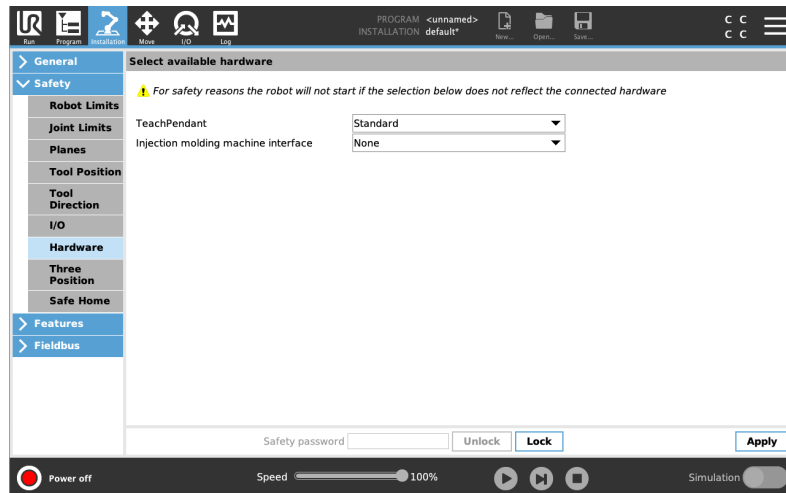 UR
PROGRAM <unnamed>
INSTALLATION default*
C C
C C
Run Program Installation Move I/O Log New... Open... Save...
General
Safety
Robot Limits
Joint Limits
Planes
Tool Position
Tool
Direction
I/O
Hardware
Three
Position
Safe Home
Features
Fieldbus
Select available hardware
! For safety reasons the robot will not start if the selection below does not reflect the connected hardware
TeachPendant Standard
Injection molding machine interface None
Safety password Unlock Lock Apply
Power off Speed 100% Simulation